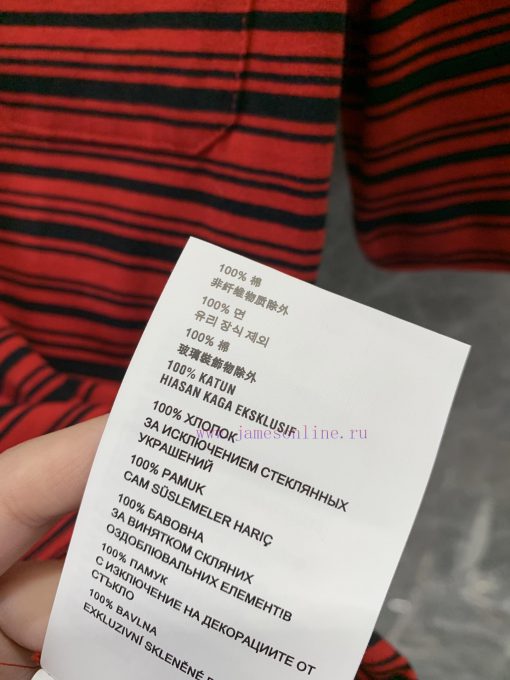 100% 棉
非纤維物质除外
100% 면
유리 장식 제외
100% 棉
玻璃裝飾物除外
100% KATUN
HIASAN KACA EKSKLUSIF
100% ХЛОПОК
ЗА ИСКЛЮЧЕНИЕМ СТЕКЛЯННЫХ
УКРАШЕНИЙ
www.jamesonline.ru
100% PAMUK
CAM SÜSLEMELER HARİÇ
100% БАВОВНА
ЗА ВИНЯТКОМ СКЛЯНИХ
ОЗДОБЛЮВАЛЬНИХ ЕЛЕМЕНТІВ
100% ПАМУК
С ИЗКЛЮЧЕНИЕ НА ДЕКОРАЦИИТЕ ОТ
СТЪКЛО
100% BAVLNA
EXKLUZIVNÍ SKLENĚNÉ